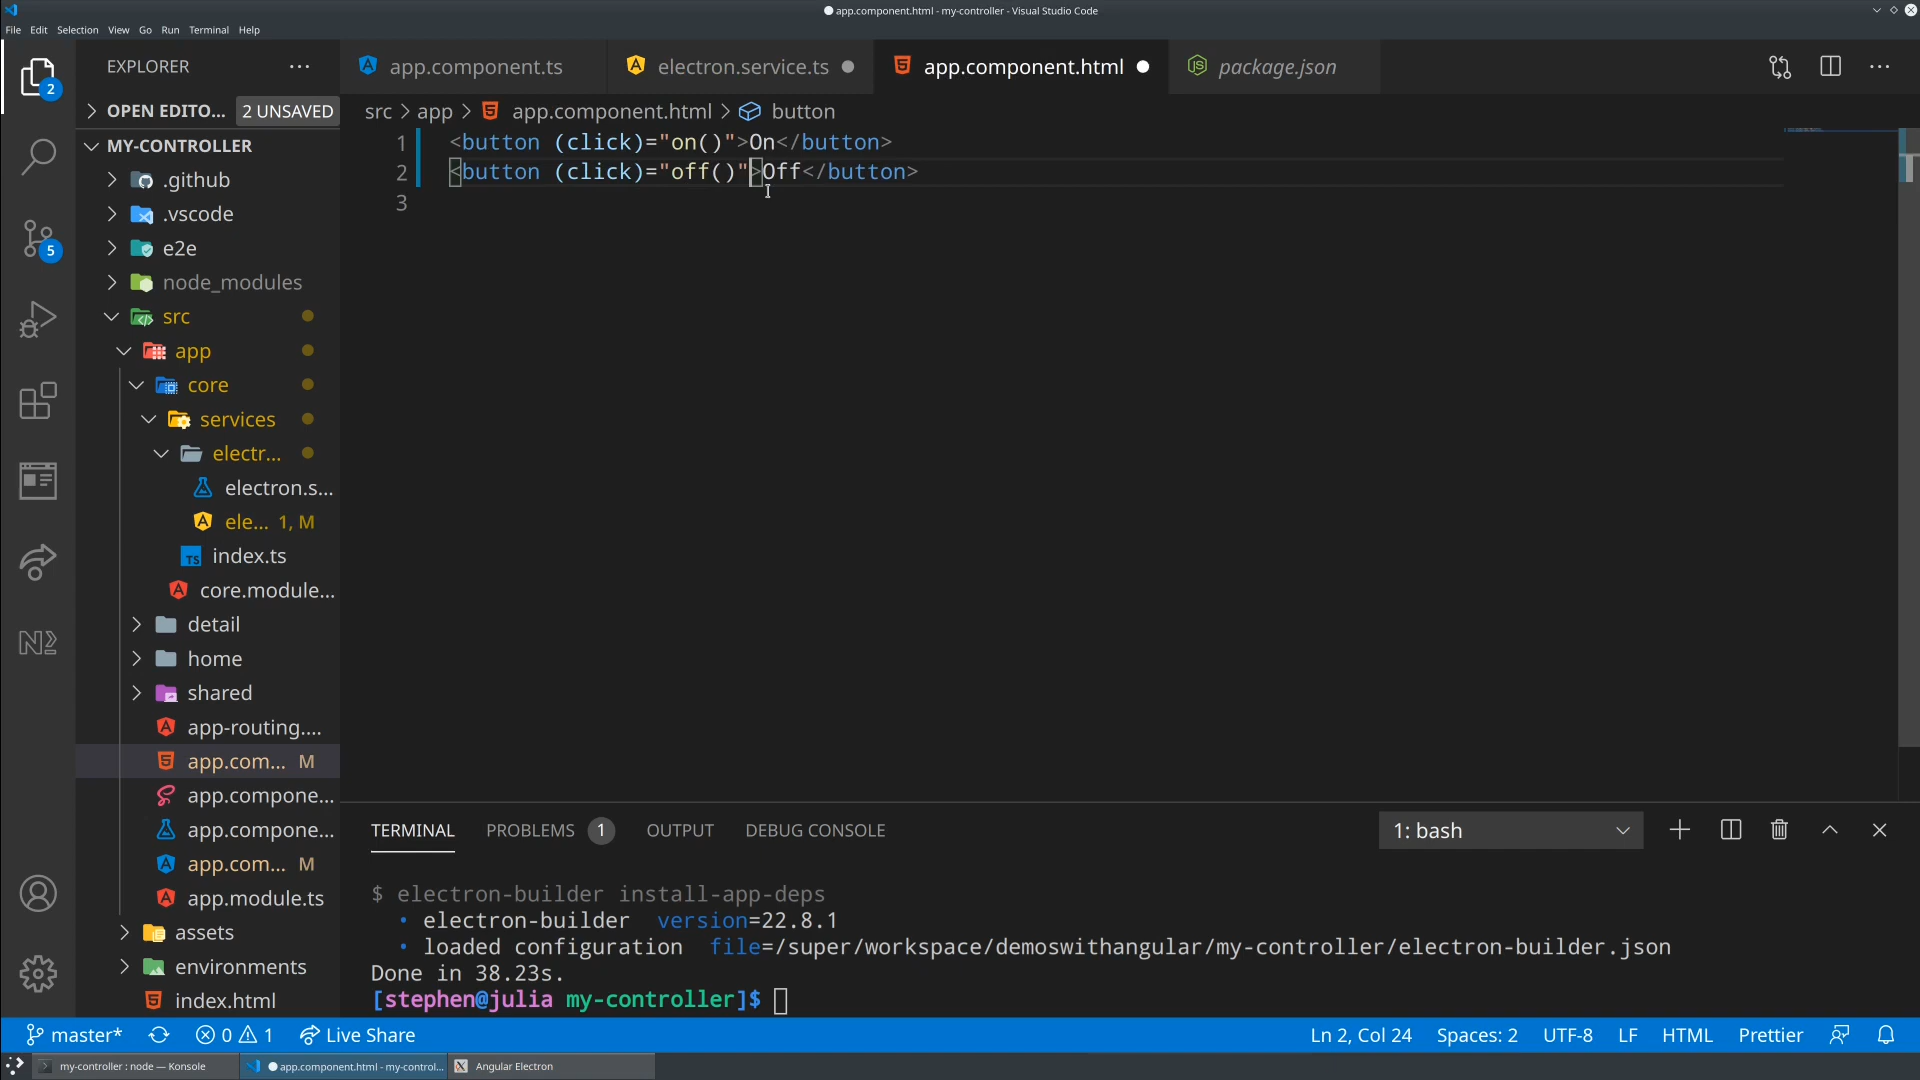 app.component.html - my-controller - Visual Studio Code
File Edit Selection View Go Run Terminal Help
EXPLORER
app.component.ts electron.service.ts app.component.html package.json
OPEN EDITO... 2 UNSAVED
src > app > app.component.html > button
MY-CONTROLLER
.github
.vscode
e2e
node_modules
src
app
core
services
electr...
electron.s...
ele... 1, M
index.ts
core.module...
detail
home
shared
app-routing....
app.com... M
app.compone...
app.compone...
app.com... M
app.module.ts
assets
environments
index.html
2
5
1 <button (click)="on()">On</button>
2 <button (click)="off()">Off</button>
3
TERMINAL PROBLEMS 1 OUTPUT DEBUG CONSOLE 1: bash
$ electron-builder install-app-deps
• electron-builder version=22.8.1
• loaded configuration file=/super/workspace/demoswithangular/my-controller/electron-builder.json
Done in 38.23s.
[stephen@julia my-controller]$
master* 0 1 Live Share Ln 2, Col 24 Spaces: 2 UTF-8 LF HTML Prettier
my-controller : node — Konsole app.component.html - my-control... Angular Electron